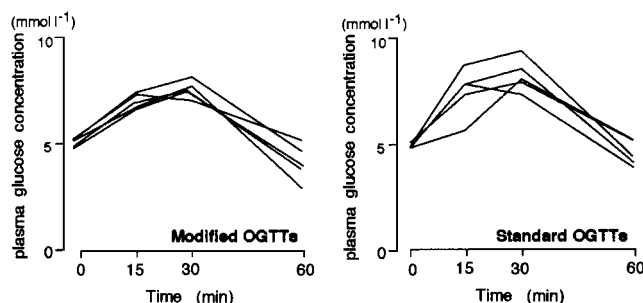 (mmol l⁻¹)
10
5
0
plasma glucose concentration
Modified OGTTs
0 15 30 60
Time (min)
(mmol l⁻¹)
10
5
0
plasma glucose concentration
Standard OGTTs
0 15 30 60
Time (min)